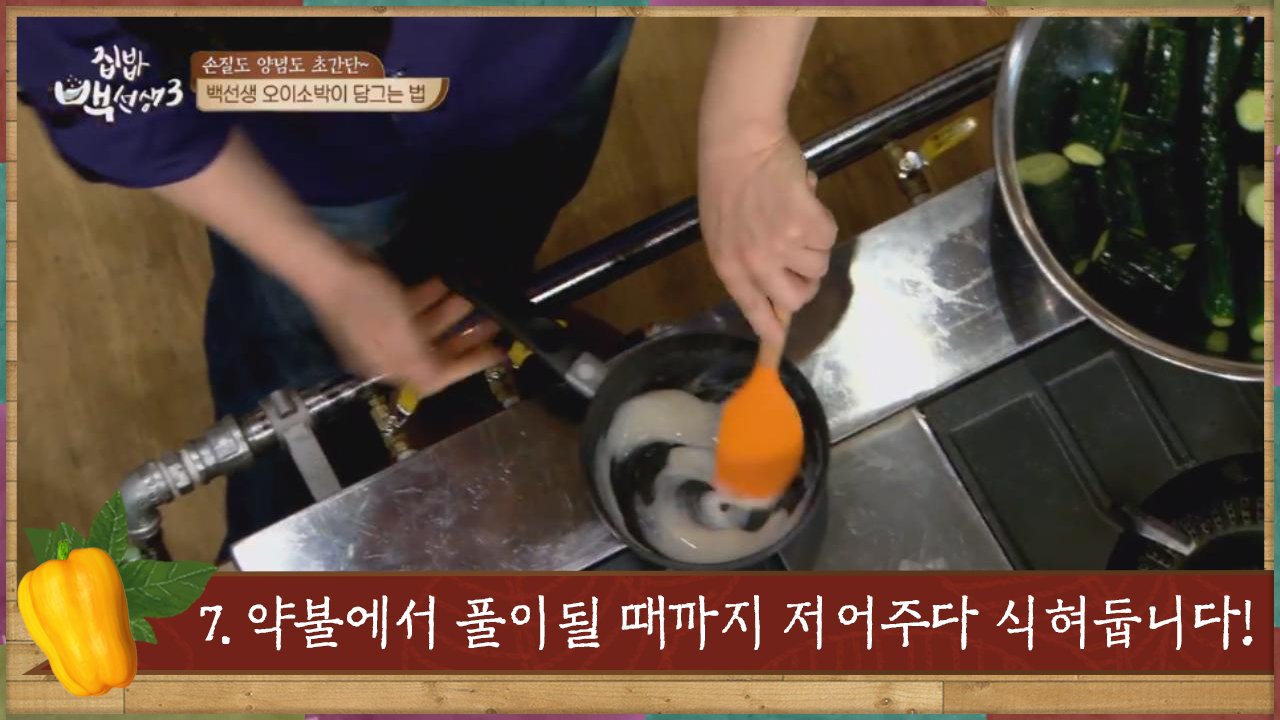 집밥
백선생3
손질도 양념도 초간단~
백선생 오이소박이 담그는 법
7. 약불에서 풀이될 때까지 저어주다 식혀둡니다!